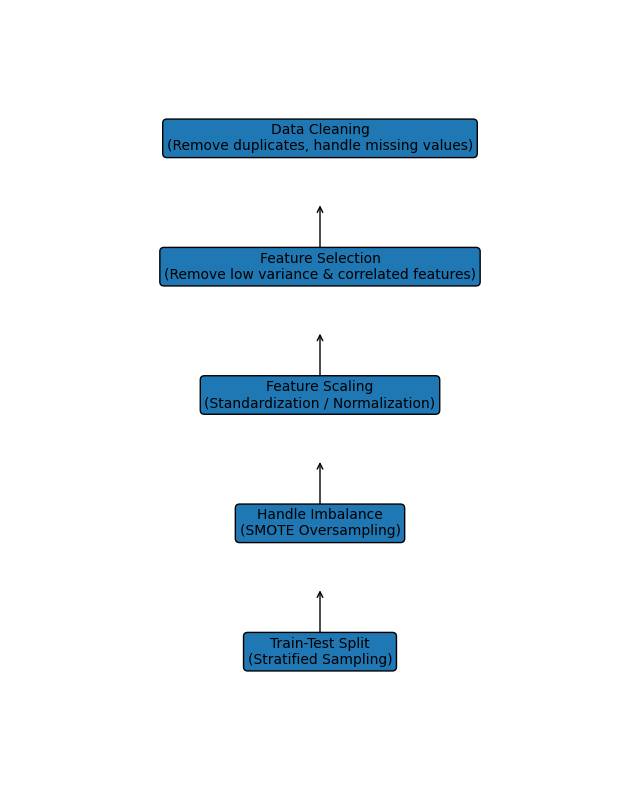 Data Cleaning
(Remove duplicates, handle missing values)
Feature Selection
(Remove low variance & correlated features)
Feature Scaling
(Standardization / Normalization)
Handle Imbalance
(SMOTE Oversampling)
Train-Test Split
(Stratified Sampling)